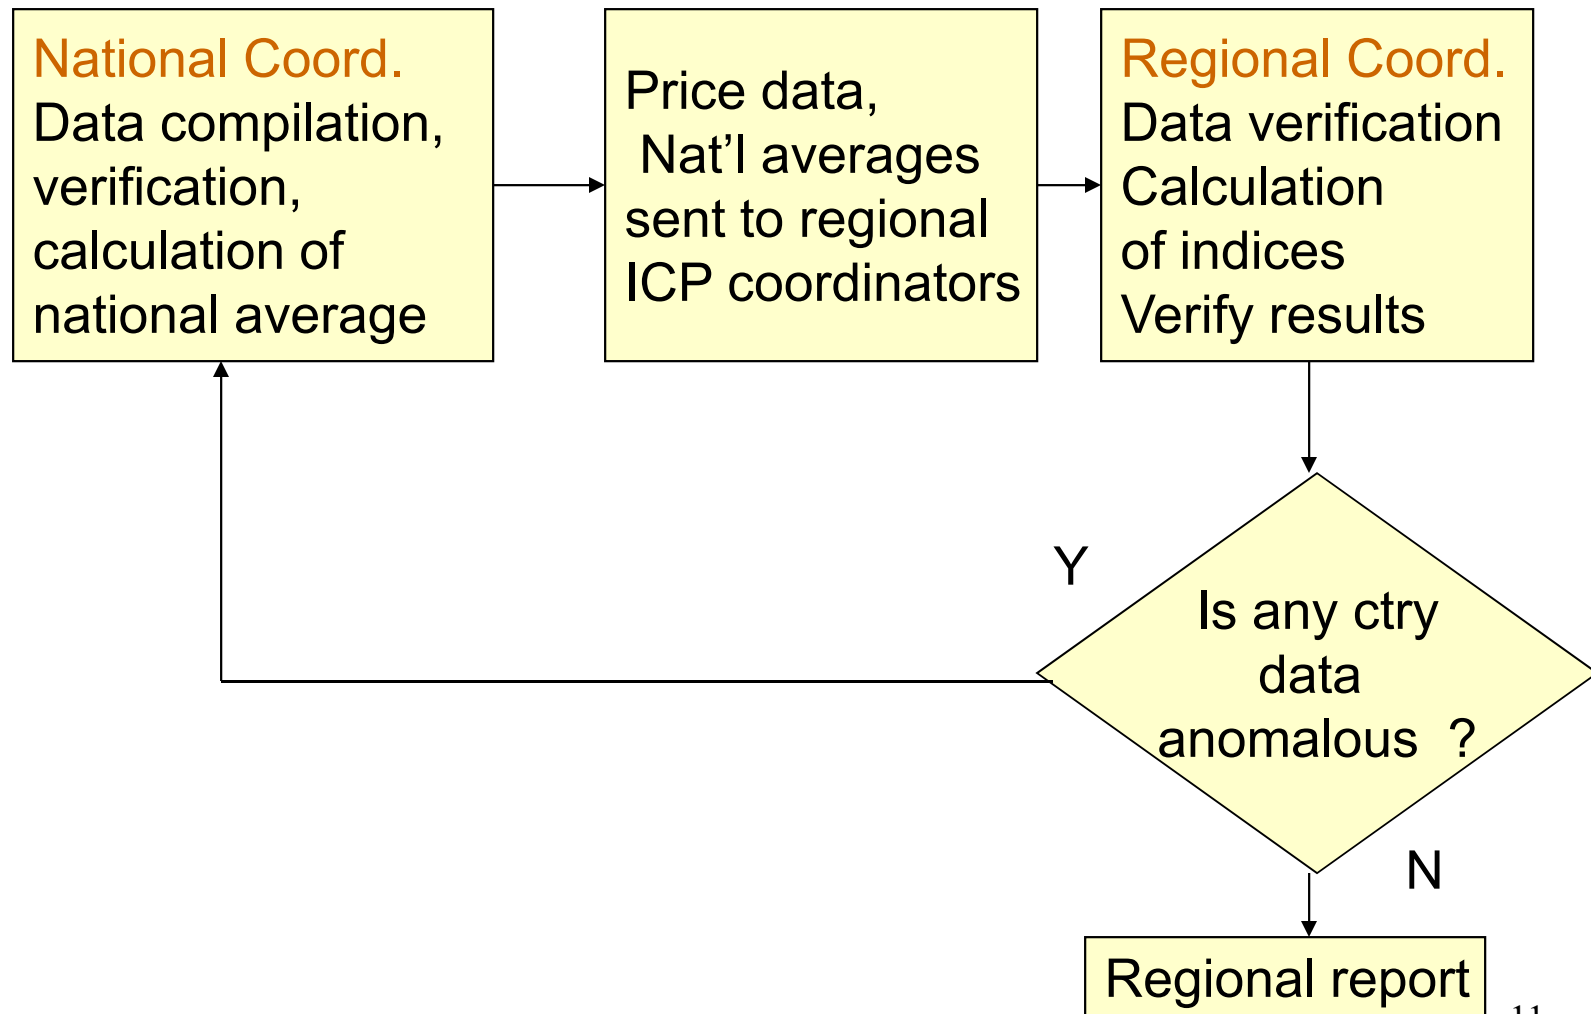 National Coord.
Data compilation,
verification,
calculation of
national average
Price data,
Nat’l averages
sent to regional
ICP coordinators
Regional Coord.
Data verification
Calculation
of indices
Verify results
Y
Is any ctry
data
anomalous ?
N
Regional report
11